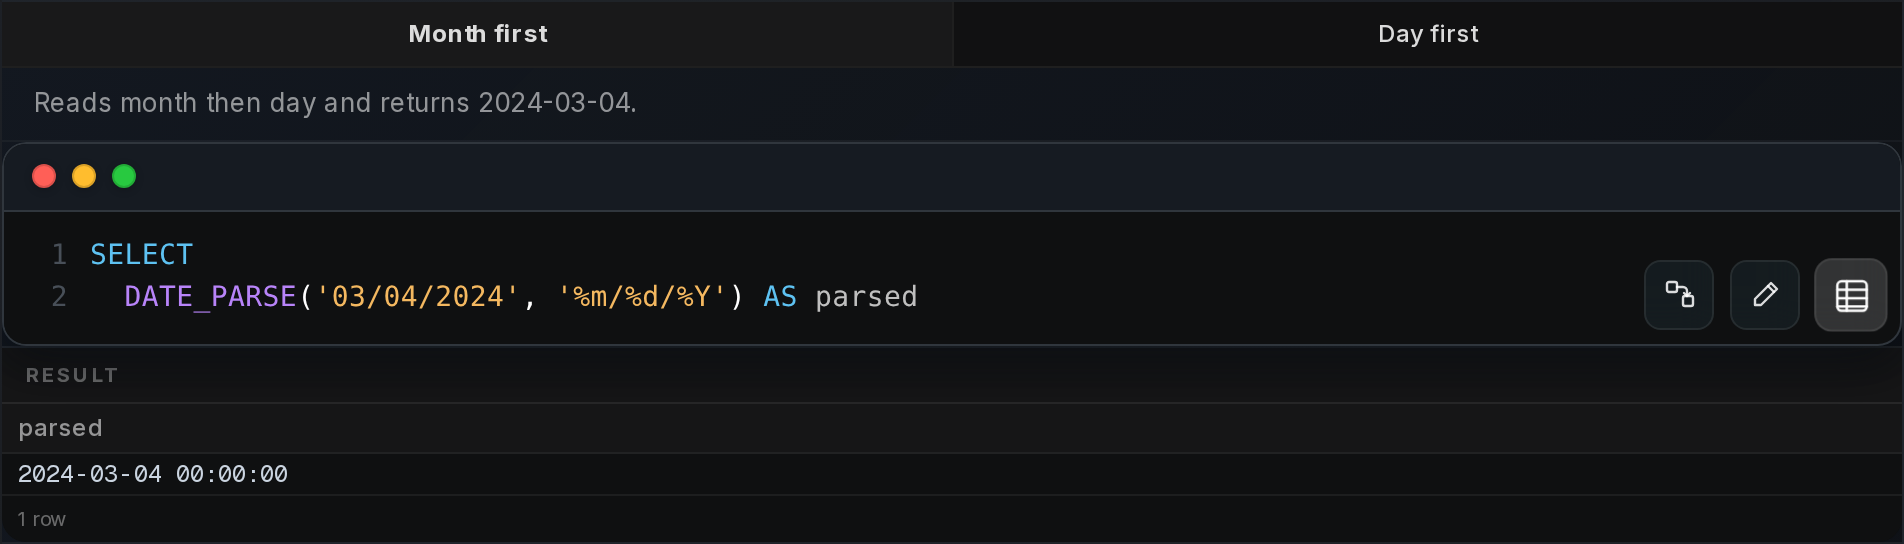 Month first
Day first
Reads month then day and returns 2024-03-04.
1 SELECT
2   DATE_PARSE('03/04/2024', '%m/%d/%Y') AS parsed
RESULT
parsed
2024-03-04 00:00:00
1 row